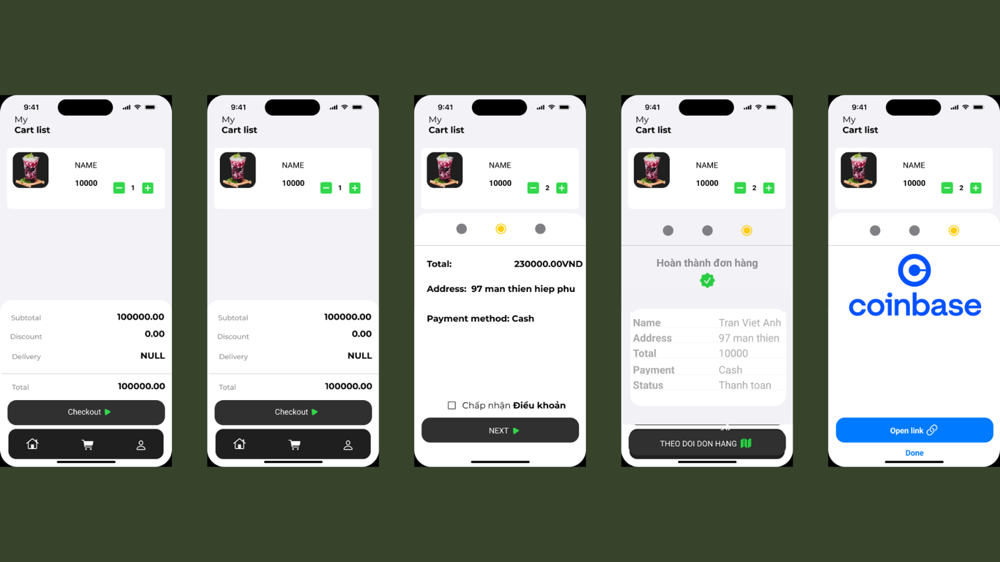 9:41
My
Cart list
NAME
10000
1
Subtotal 100000.00
Discount 0.00
Delivery NULL
Total 100000.00
Checkout
9:41
My
Cart list
NAME
10000
1
Subtotal 100000.00
Discount 0.00
Delivery NULL
Total 100000.00
Checkout
9:41
My
Cart list
NAME
10000
2
Total: 230000.00VND
Address: 97 man thien hiep phu
Payment method: Cash
Chấp nhận Điều khoản
NEXT
9:41
My
Cart list
NAME
10000
2
Hoàn thành đơn hàng
Name Tran Viet Anh
Address 97 man thien
Total 10000
Payment Cash
Status Thanh toan
THEO DOI DON HANG
9:41
My
Cart list
NAME
10000
2
coinbase
Open link
Done